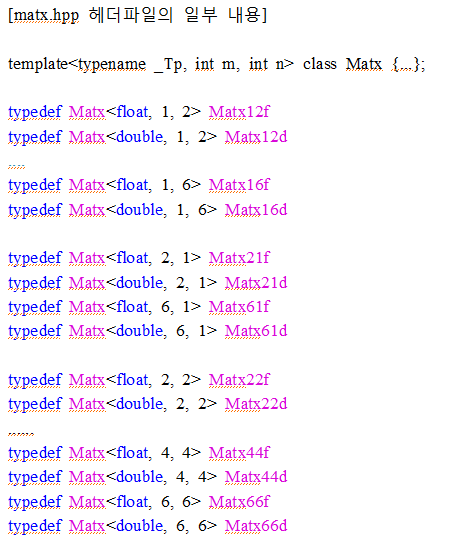 [matx.hpp 헤더파일의 일부 내용]
template<typename _Tp, int m, int n> class Matx {...};
typedef Matx<float, 1, 2> Matx12f
typedef Matx<double, 1, 2> Matx12d
.....
typedef Matx<float, 1, 6> Matx16f
typedef Matx<double, 1, 6> Matx16d
typedef Matx<float, 2, 1> Matx21f
typedef Matx<double, 2, 1> Matx21d
typedef Matx<float, 6, 1> Matx61f
typedef Matx<double, 6, 1> Matx61d
typedef Matx<float, 2, 2> Matx22f
typedef Matx<double, 2, 2> Matx22d
.......
typedef Matx<float, 4, 4> Matx44f
typedef Matx<double, 4, 4> Matx44d
typedef Matx<float, 6, 6> Matx66f
typedef Matx<double, 6, 6> Matx66d